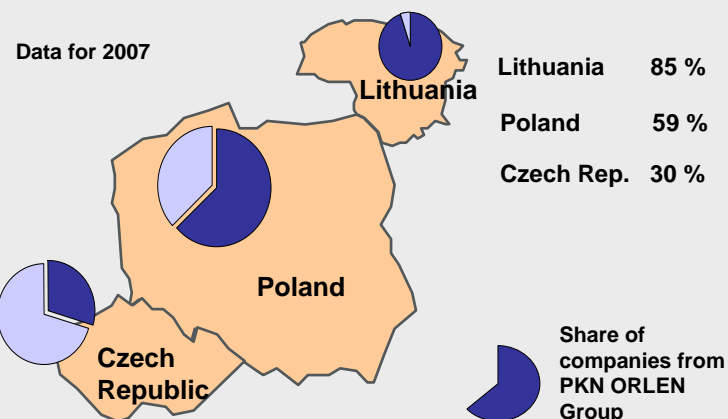 Data for 2007
Lithuania
Lithuania 85 %
Poland 59 %
Czech Rep. 30 %
Poland
Czech
Republic
Share of
companies from
PKN ORLEN
Group